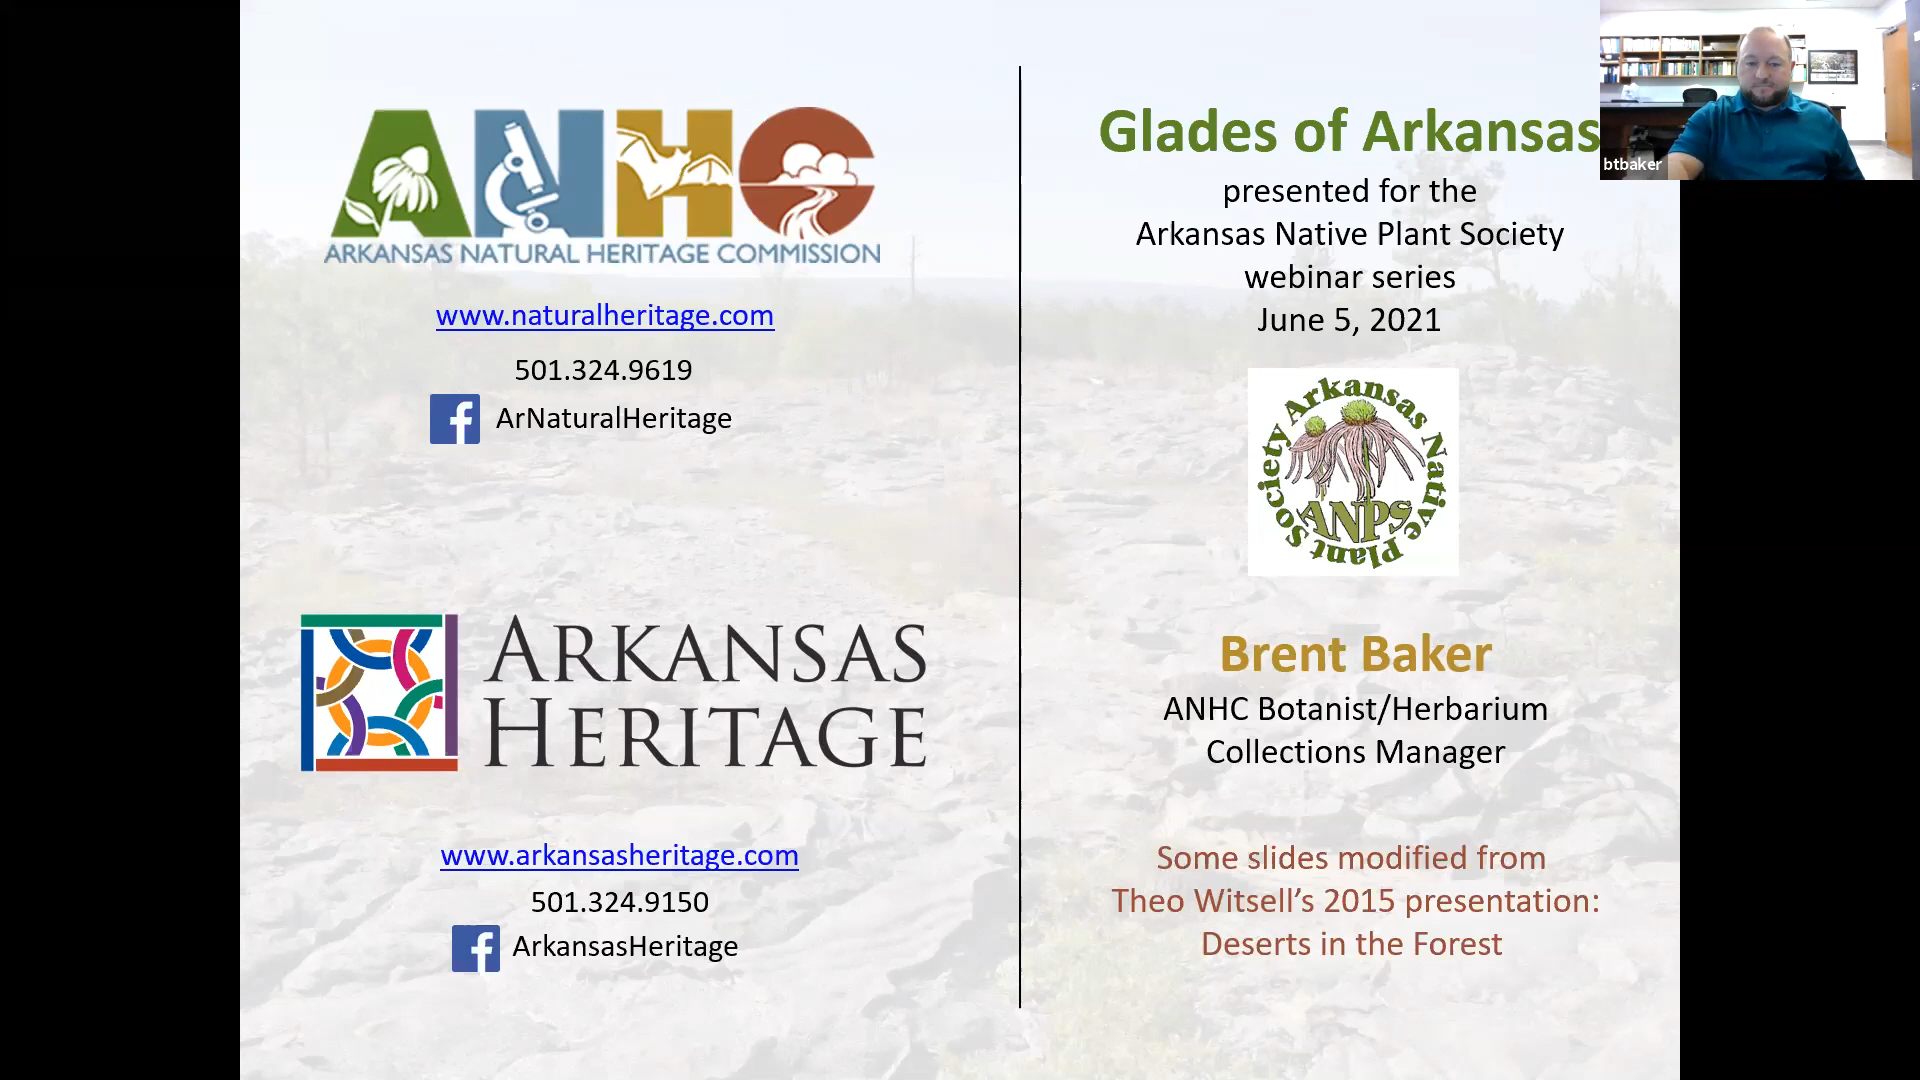 ANHC
ARKANSAS NATURAL HERITAGE COMMISSION
www.naturalheritage.com
501.324.9619
f ArNaturalHeritage
ARKANSAS
HERITAGE
www.arkansasheritage.com
501.324.9150
f ArkansasHeritage
Glades of Arkansas
presented for the
Arkansas Native Plant Society
webinar series
June 5, 2021
Arkansas Native Plant Society
ANPS
Brent Baker
ANHC Botanist/Herbarium
Collections Manager
Some slides modified from
Theo Witsell’s 2015 presentation:
Deserts in the Forest
btbaker